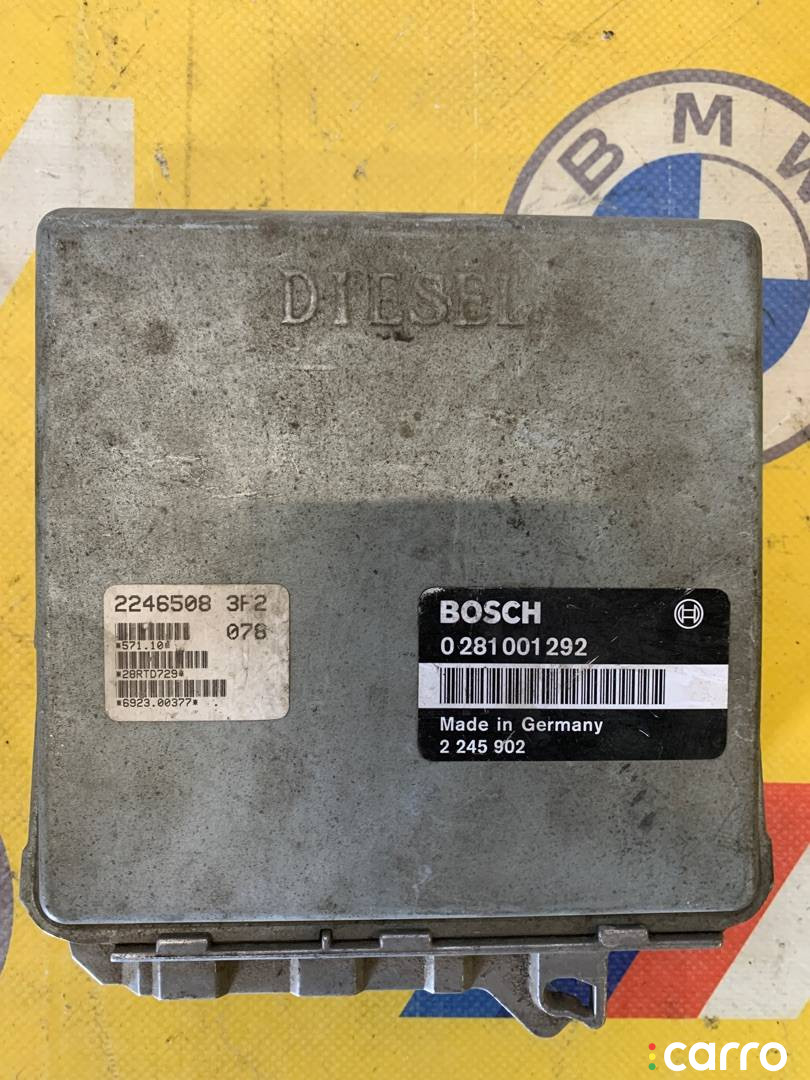 BMW
DIESEL
2246508 3F2
078
*571.10*
*28RTD729*
*6923.00377*
BOSCH
0 281 001 292
Made in Germany
2 245 902
carro